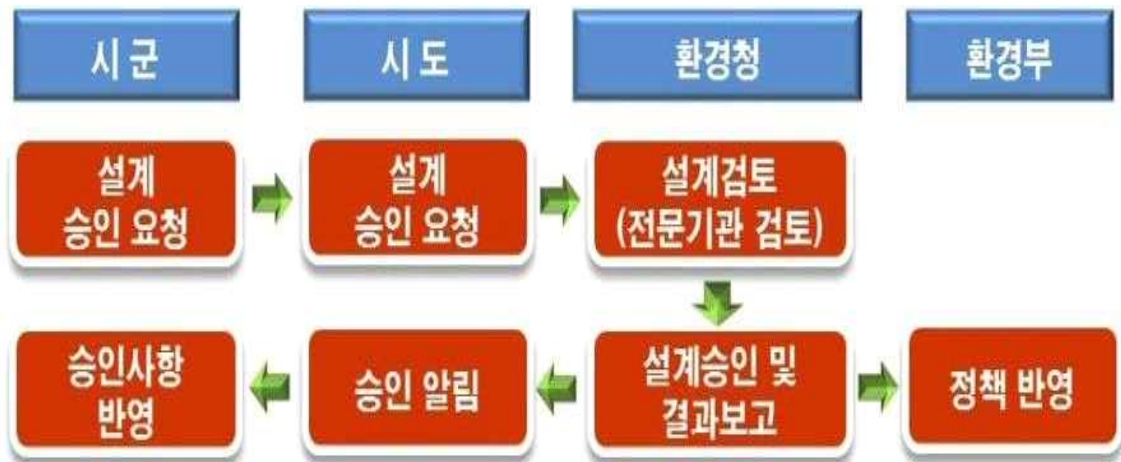 시 군
시 도
환경청
환경부
설계
승인 요청
설계
승인 요청
설계검토
(전문기관 검토)
승인사항
반영
승인 알림
설계승인 및
결과보고
정책 반영